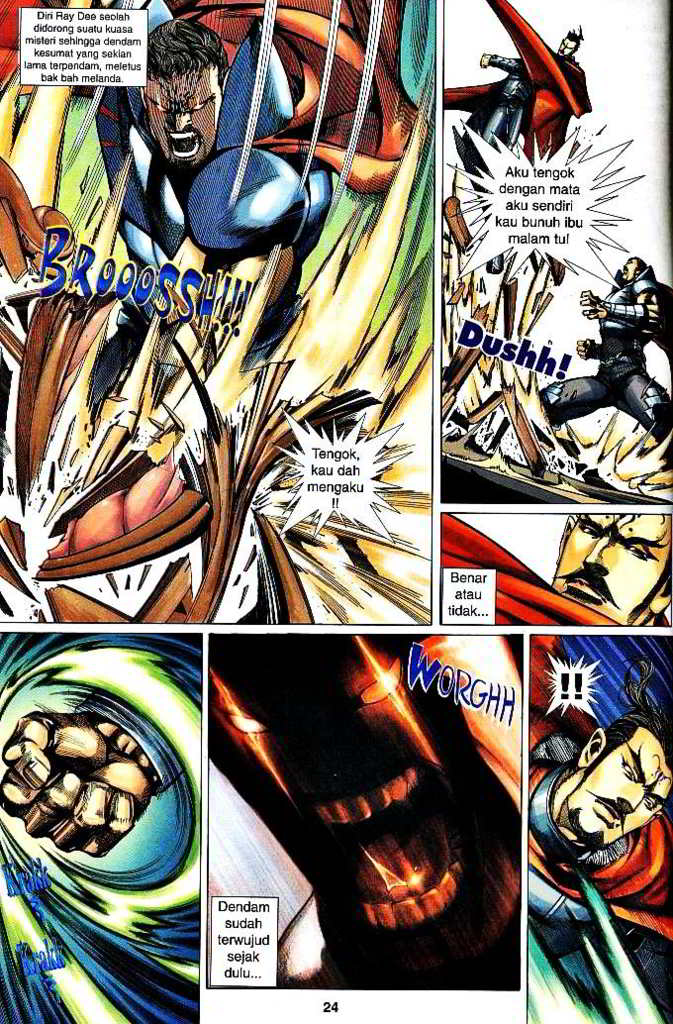 Diri Ray Dee seolah
didorong suatu kuasa
misteri sehingga dendam
kesumat yang sekian
lama terpendam, meletus
bak bah melanda.
BROOOSSH!!!
Tengok,
kau dah
mengaku
!!
Aku tengok
dengan mata
aku sendiri
kau bunuh ibu
malam tu!
Dushh!
Benar
atau
tidak...
Kralik
Kralik
WORGHH
Dendam
sudah
terwujud
sejak
dulu...
!!
24